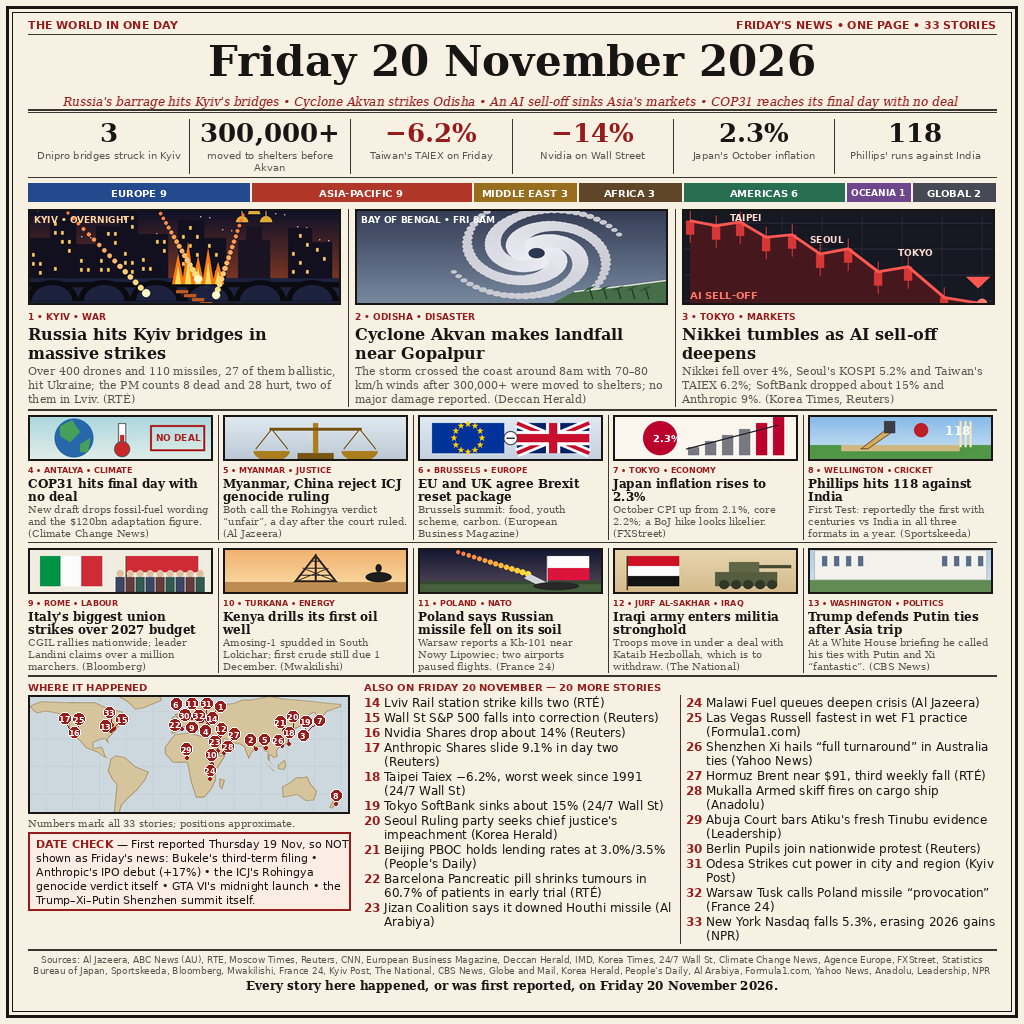 THE WORLD IN ONE DAY
FRIDAY'S NEWS • ONE PAGE • 33 STORIES
Friday 20 November 2026
Russia's barrage hits Kyiv's bridges • Cyclone Akvan strikes Odisha • An AI sell-off sinks Asia's markets • COP31 reaches its final day with no deal
3
Dnipro bridges struck in Kyiv
300,000+
moved to shelters before
Akvan
−6.2%
Taiwan's TAIEX on Friday
−14%
Nvidia on Wall Street
2.3%
Japan's October inflation
118
Phillips' runs against India
EUROPE 9
ASIA-PACIFIC 9
MIDDLE EAST 3
AFRICA 3
AMERICAS 6
OCEANIA 1
GLOBAL 2
KYIV • OVERNIGHT
1 • KYIV • WAR
Russia hits Kyiv bridges in
massive strikes
Over 400 drones and 110 missiles, 27 of them ballistic,
hit Ukraine; the PM counts 8 dead and 28 hurt, two of
them in Lviv. (RTÉ)
BAY OF BENGAL • FRI 8AM
2 • ODISHA • DISASTER
Cyclone Akvan makes landfall
near Gopalpur
The storm crossed the coast around 8am with 70–80
km/h winds after 300,000+ were moved to shelters; no
major damage reported. (Deccan Herald)
TAIPEI
SEOUL
TOKYO
AI SELL-OFF
3 • TOKYO • MARKETS
Nikkei tumbles as AI sell-off
deepens
Nikkei fell over 4%, Seoul's KOSPI 5.2% and Taiwan's
TAIEX 6.2%; SoftBank dropped about 15% and
Anthropic 9%. (Korea Times, Reuters)
NO DEAL
4 • ANTALYA • CLIMATE
COP31 hits final day with
no deal
New draft drops fossil-fuel wording
and the $120bn adaptation figure.
(Climate Change News)
5 • MYANMAR • JUSTICE
Myanmar, China reject ICJ
genocide ruling
Both call the Rohingya verdict
“unfair”, a day after the court ruled.
(Al Jazeera)
6 • BRUSSELS • EUROPE
EU and UK agree Brexit
reset package
Brussels summit: food, youth
scheme, carbon. (European
Business Magazine)
2.3%
7 • TOKYO • ECONOMY
Japan inflation rises to
2.3%
October CPI up from 2.1%, core
2.2%; a BoJ hike looks likelier.
(FXStreet)
118
8 • WELLINGTON • CRICKET
Phillips hits 118 against
India
First Test: reportedly the first with
centuries vs India in all three
formats in a year. (Sportskeeda)
9 • ROME • LABOUR
Italy's biggest union
strikes over 2027 budget
CGIL rallies nationwide; leader
Landini claims over a million
marchers. (Bloomberg)
10 • TURKANA • ENERGY
Kenya drills its first oil
well
Amosing-1 spudded in South
Lokichar; first crude still due 1
December. (Mwakilishi)
11 • POLAND • NATO
Poland says Russian
missile fell on its soil
Warsaw reports a Kh-101 near
Nowy Lipowiec; two airports
paused flights. (France 24)
12 • JURF AL-SAKHAR • IRAQ
Iraqi army enters militia
stronghold
Troops move in under a deal with
Kataib Hezbollah, which is to
withdraw. (The National)
13 • WASHINGTON • POLITICS
Trump defends Putin ties
after Asia trip
At a White House briefing he called
his ties with Putin and Xi
“fantastic”. (CBS News)
WHERE IT HAPPENED
Numbers mark all 33 stories; positions approximate.
DATE CHECK — First reported Thursday 19 Nov, so NOT
shown as Friday's news: Bukele's third-term filing •
Anthropic's IPO debut (+17%) • the ICJ's Rohingya
genocide verdict itself • GTA VI's midnight launch • the
Trump–Xi–Putin Shenzhen summit itself.
ALSO ON FRIDAY 20 NOVEMBER — 20 MORE STORIES
14 Lviv Rail station strike kills two (RTÉ)
15 Wall St S&P 500 falls into correction (Reuters)
16 Nvidia Shares drop about 14% (Reuters)
17 Anthropic Shares slide 9.1% in day two
(Reuters)
18 Taipei Taiex −6.2%, worst week since 1991
(24/7 Wall St)
19 Tokyo SoftBank sinks about 15% (24/7 Wall St)
20 Seoul Ruling party seeks chief justice's
impeachment (Korea Herald)
21 Beijing PBOC holds lending rates at 3.0%/3.5%
(People's Daily)
22 Barcelona Pancreatic pill shrinks tumours in
60.7% of patients in early trial (RTÉ)
23 Jizan Coalition says it downed Houthi missile (Al
Arabiya)
24 Malawi Fuel queues deepen crisis (Al Jazeera)
25 Las Vegas Russell fastest in wet F1 practice
(Formula1.com)
26 Shenzhen Xi hails “full turnaround” in Australia
ties (Yahoo News)
27 Hormuz Brent near $91, third weekly fall (RTÉ)
28 Mukalla Armed skiff fires on cargo ship
(Anadolu)
29 Abuja Court bars Atiku's fresh Tinubu evidence
(Leadership)
30 Berlin Pupils join nationwide protest (Reuters)
31 Odesa Strikes cut power in city and region (Kyiv
Post)
32 Warsaw Tusk calls Poland missile “provocation”
(France 24)
33 New York Nasdaq falls 5.3%, erasing 2026 gains
(NPR)
Sources: Al Jazeera, ABC News (AU), RTE, Moscow Times, Reuters, CNN, European Business Magazine, Deccan Herald, IMD, Korea Times, 24/7 Wall St, Climate Change News, Agence Europe, FXStreet, Statistics
Bureau of Japan, Sportskeeda, Bloomberg, Mwakilishi, France 24, Kyiv Post, The National, CBS News, Globe and Mail, Korea Herald, People's Daily, Al Arabiya, Formula1.com, Yahoo News, Anadolu, Leadership, NPR
Every story here happened, or was first reported, on Friday 20 November 2026.